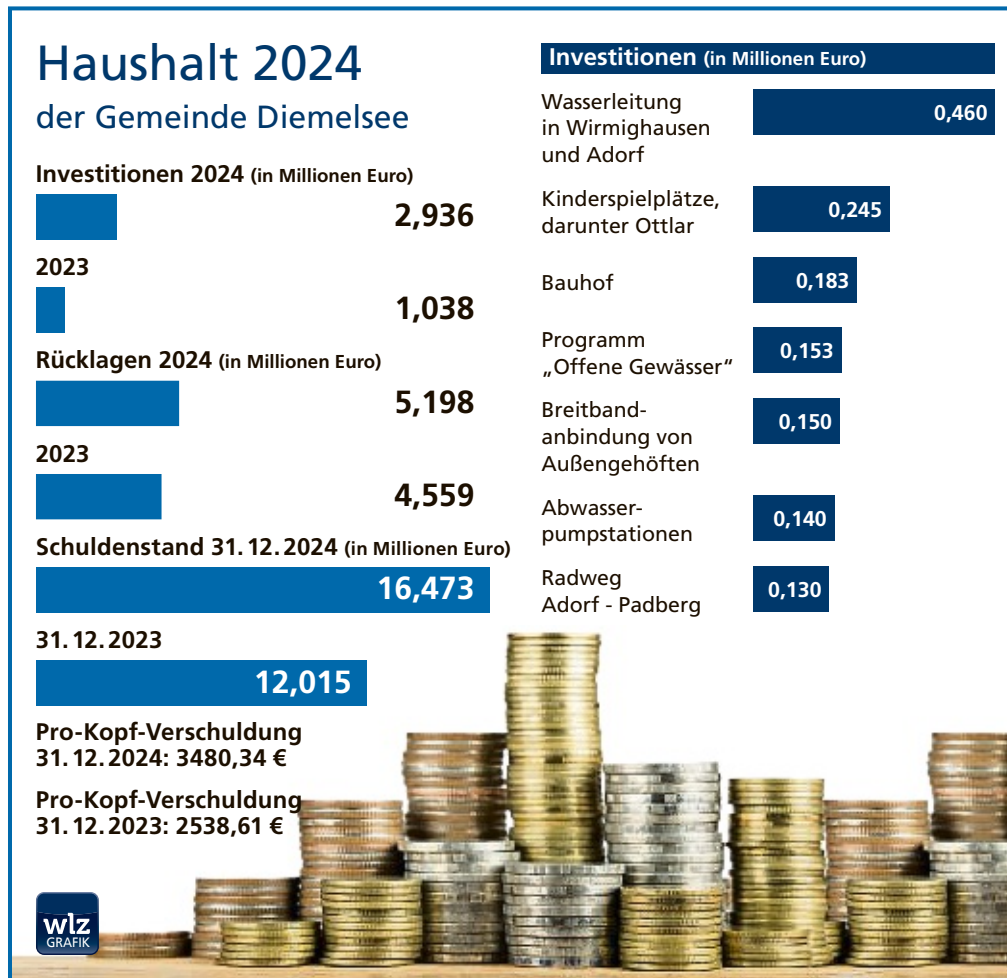 Haushalt 2024
der Gemeinde Diemelsee
Investitionen 2024 (in Millionen Euro)
2,936
2023
1,038
Rücklagen 2024 (in Millionen Euro)
5,198
2023
4,559
Schuldenstand 31.12.2024 (in Millionen Euro)
16,473
31.12.2023
12,015
Pro-Kopf-Verschuldung
31.12.2024: 3480,34 €
Pro-Kopf-Verschuldung
31.12.2023: 2538,61 €
Investitionen (in Millionen Euro)
Wasserleitung
in Wirmighausen
und Adorf
0,460
Kinderspielplätze,
darunter Ottlar
0,245
Bauhof
0,183
Programm
„Offene Gewässer“
0,153
Breitband-
anbindung von
Außengehöften
0,150
Abwasser-
pumpstationen
0,140
Radweg
Adorf - Padberg
0,130
wlz
GRAFIK